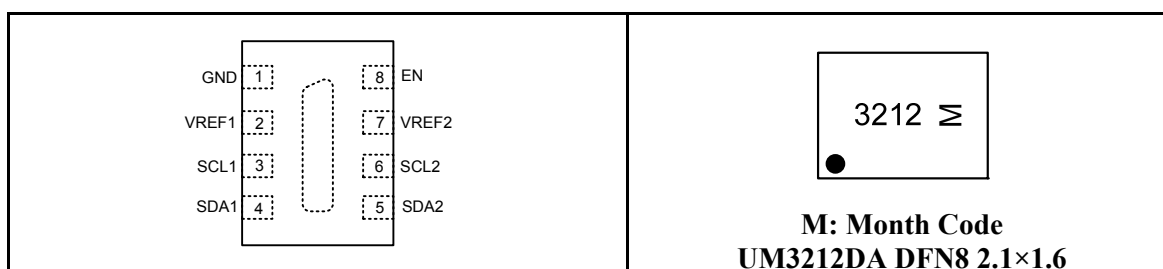 GND 1 8 EN
VREF1 2 7 VREF2
SCL1 3 6 SCL2
SDA1 4 5 SDA2
3212 M
M: Month Code
UM3212DA DFN8 2.1×1.6